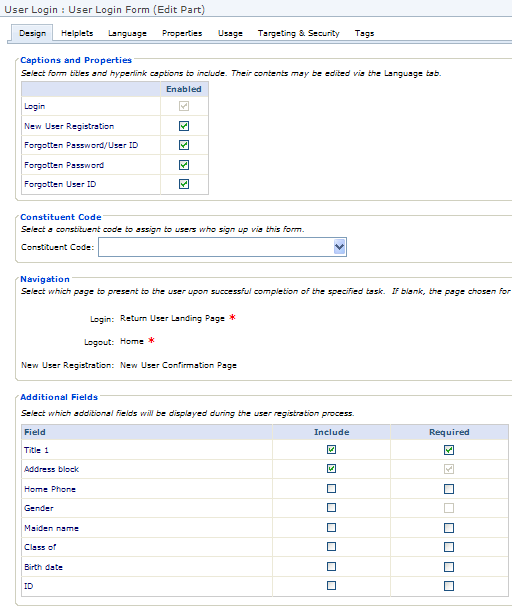 User Login : User Login Form (Edit Part)
Design Helplets Language Properties Usage Targeting & Security Tags
Captions and Properties
Select form titles and hyperlink captions to include. Their contents may be edited via the Language tab.
Enabled
Login
New User Registration
Forgotten Password/User ID
Forgotten Password
Forgotten User ID
Constituent Code
Select a constituent code to assign to users who sign up via this form.
Constituent Code:
Navigation
Select which page to present to the user upon successful completion of the specified task. If blank, the page chosen for
Login: Return User Landing Page *
Logout: Home *
New User Registration: New User Confirmation Page
Additional Fields
Select which additional fields will be displayed during the user registration process.
Field Include Required
Title 1
Address block
Home Phone
Gender
Maiden name
Class of
Birth date
ID